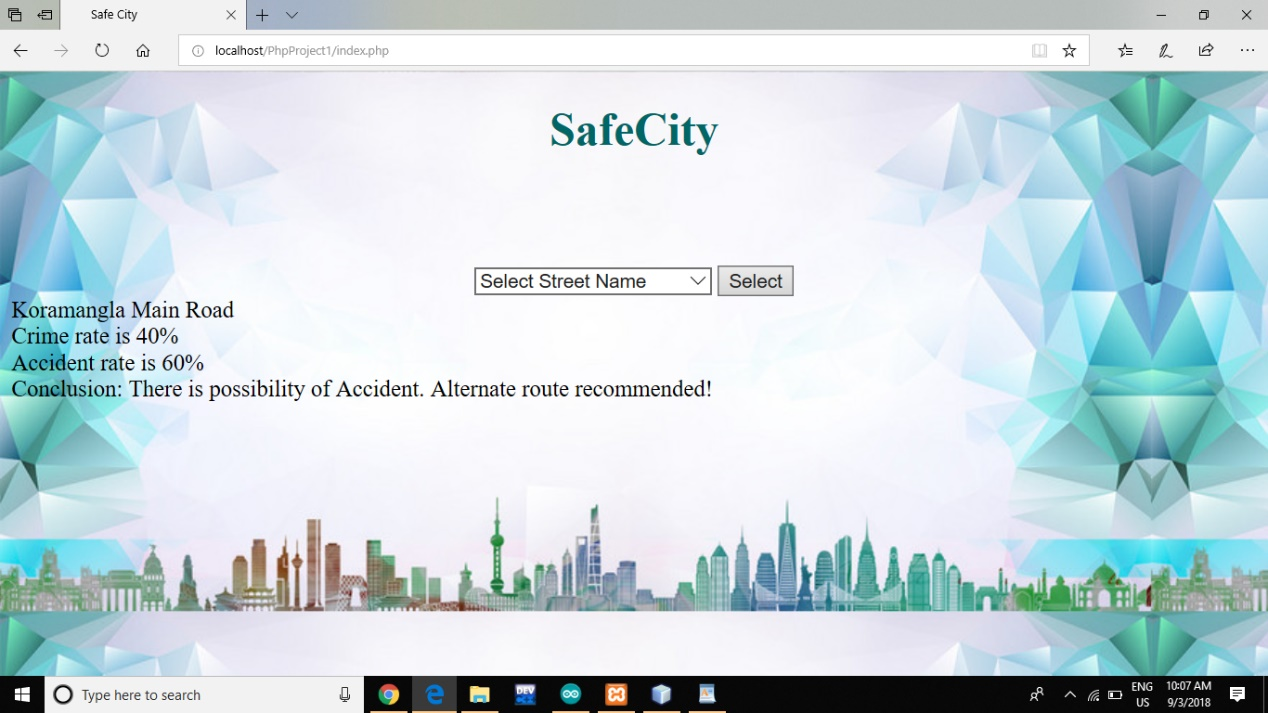 Safe City
localhost/PhpProject1/index.php
SafeCity
Select Street Name Select
Koramangla Main Road
Crime rate is 40%
Accident rate is 60%
Conclusion: There is possibility of Accident. Alternate route recommended!
Type here to search
DEV
ENG
US
10:07 AM
9/3/2018